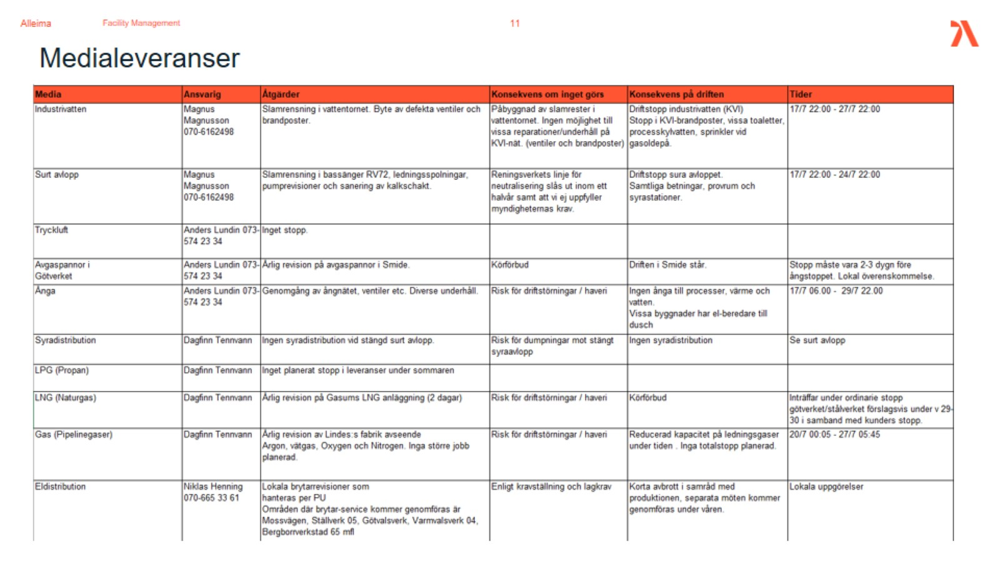 Alleima
Facility Management
11
Medialeveranser
Media
Ansvarig
Åtgärder
Konsekvens om inget görs
Konsekvens på driften
Tider
Industrivatten
Magnus
Magnusson
070-6162498
Slamrensning i vattentornet. Byte av defekta ventiler och
brandposter.
Påbyggnad av slamrester i
vattentornet. Ingen möjlighet till
vissa reparationer/underhåll på
KVI-nät. (ventiler och brandposter)
Driftstopp industrivatten (KVI)
Stopp i KVI-brandposter, vissa toaletter,
processkylvatten, sprinkler vid
gasoldepå.
17/7 22:00 - 27/7 22:00
Surt avlopp
Magnus
Magnusson
070-6162498
Slamrensning i bassänger RV72, ledningsspolningar,
pumprevisioner och sanering av kalkschakt.
Reningsverkets linje för
neutralisering slås ut inom ett
halvår samt att vi ej uppfyller
myndigheternas krav.
Driftstopp sura avloppet.
Samtliga betningar, provrum och
syrastationer.
17/7 22:00 - 24/7 22:00
Tryckluft
Anders Lundin 073-
574 23 34
Inget stopp.
Avgaspannor i
Götverket
Anders Lundin 073-
574 23 34
Årlig revision på avgaspannor i Smide.
Körförbud
Driften i Smide står.
Stopp måste vara 2-3 dygn före
ångstoppet. Lokal överenskommelse.
Ånga
Anders Lundin 073-
574 23 34
Genomgång av ångnätet, ventiler etc. Diverse underhåll.
Risk för driftstörningar / haveri
Ingen ånga till processer, värme och
vatten.
Vissa byggnader har el-beredare till
dusch
17/7 06.00 - 29/7 22.00
Syradistribution
Dagfinn Tennvann
Ingen syradistribution vid stängd surt avlopp.
Risk för dumpningar mot stängt
syraavlopp
Ingen syradistribution
Se surt avlopp
LPG (Propan)
Dagfinn Tennvann
Inget planerat stopp i leveranser under sommaren
LNG (Naturgas)
Dagfinn Tennvann
Årlig revision på Gasums LNG anläggning (2 dagar)
Risk för driftstörningar / haveri
Körförbud
Inträffar under ordinarie stopp
götverket/stålverket förslagsvis under v 29-
30 i samband med kunders stopp.
Gas (Pipelinegaser)
Dagfinn Tennvann
Årlig revision av Lindes:s fabrik avseende
Argon, vätgas, Oxygen och Nitrogen. Inga större jobb
planerad.
Risk för driftstörningar / haveri
Reducerad kapacitet på ledningsgaser
under tiden . Inga totalstopp planerad.
20/7 00:05 - 27/7 05:45
Eldistribution
Niklas Henning
070-665 33 61
Lokala brytarrevisioner som
hanteras per PU
Områden där brytar-service kommer genomföras är
Mossvägen, Ställverk 05, Götvalsverk, Varmvalsverk 04,
Bergborrverkstad 65 mfl
Enligt kravställning och lagkrav
Korta avbrott i samråd med
produktionen, separata möten kommer
genomföras under våren.
Lokala uppgörelser